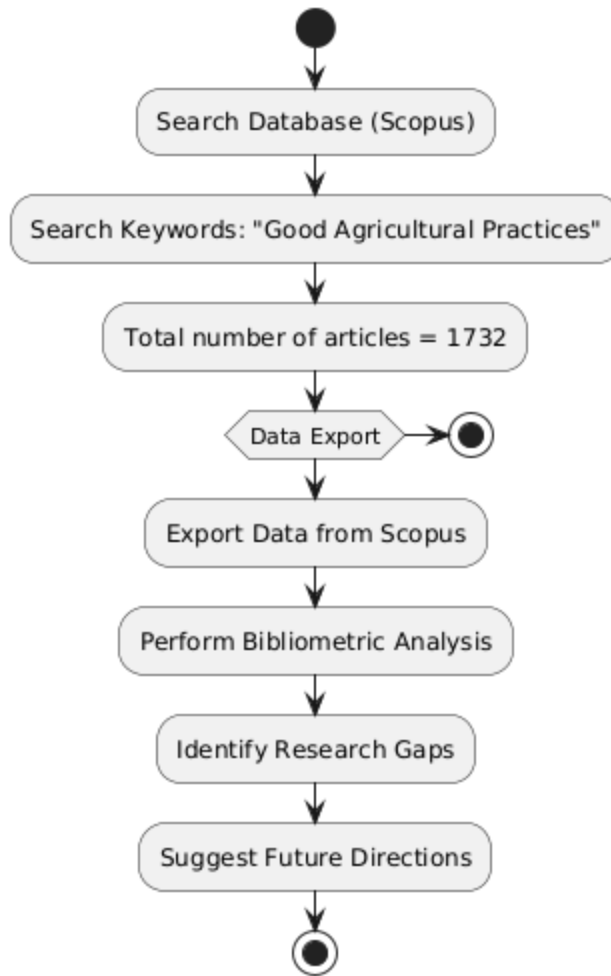 Search Database (Scopus)
Search Keywords: "Good Agricultural Practices"
Total number of articles = 1732
Data Export
Export Data from Scopus
Perform Bibliometric Analysis
Identify Research Gaps
Suggest Future Directions